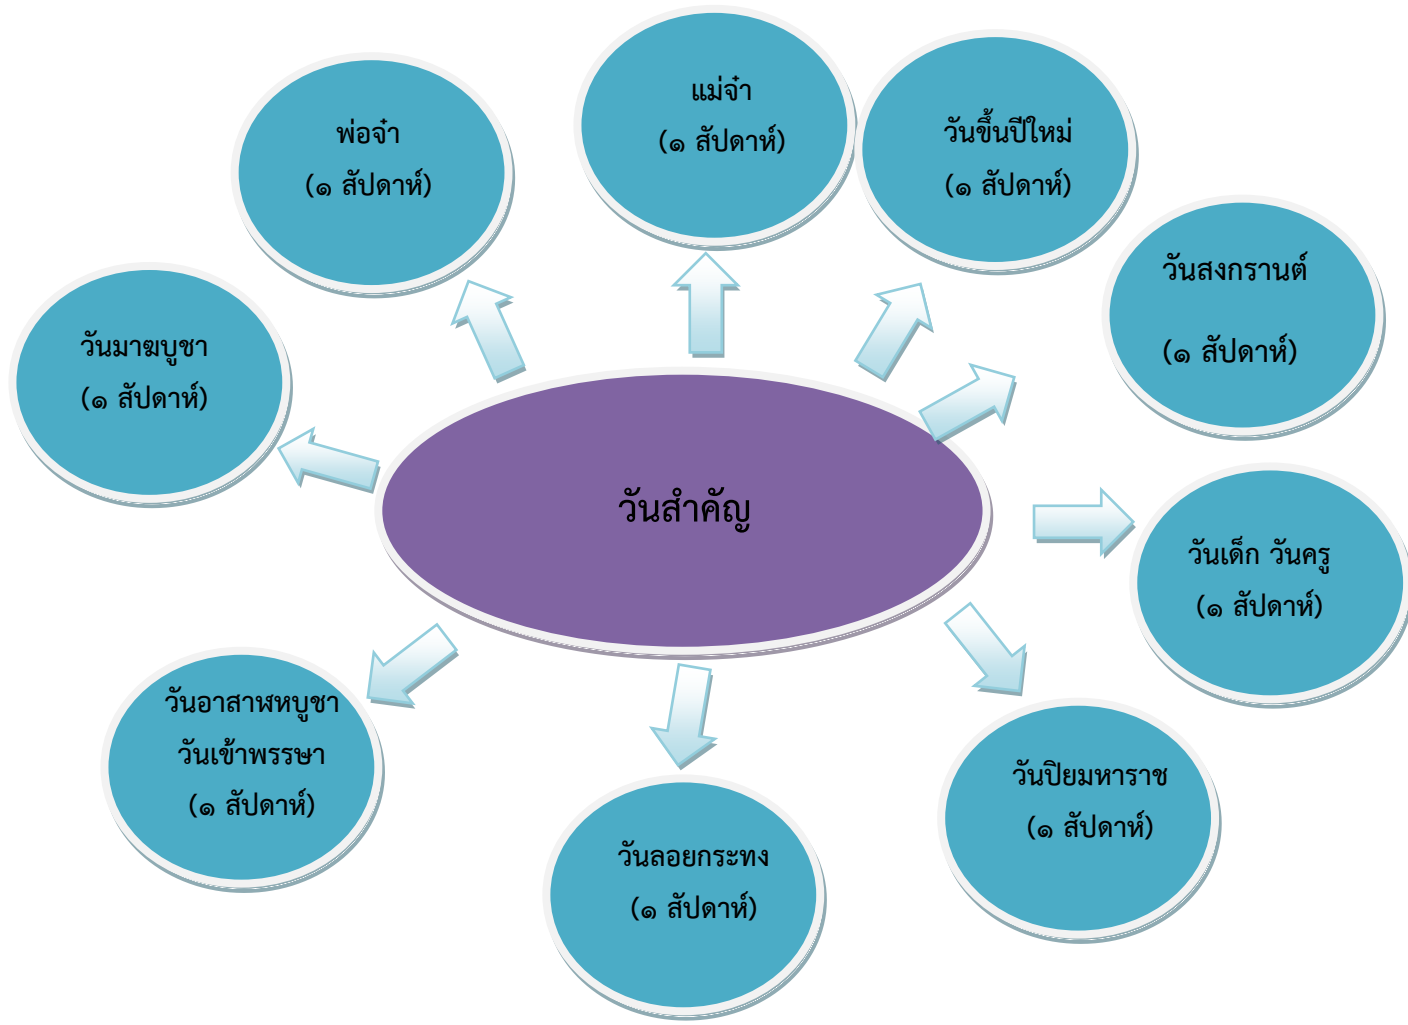 แม่จ๋า
(๑ สัปดาห์)
พ่อจ๋า
(๑ สัปดาห์)
วันขึ้นปีใหม่
(๑ สัปดาห์)
วันสงกรานต์
(๑ สัปดาห์)
วันมาฆบูชา
(๑ สัปดาห์)
วันสำคัญ
วันเด็ก วันครู
(๑ สัปดาห์)
วันอาสาฬหบูชา
วันเข้าพรรษา
(๑ สัปดาห์)
วันปิยมหาราช
(๑ สัปดาห์)
วันลอยกระทง
(๑ สัปดาห์)